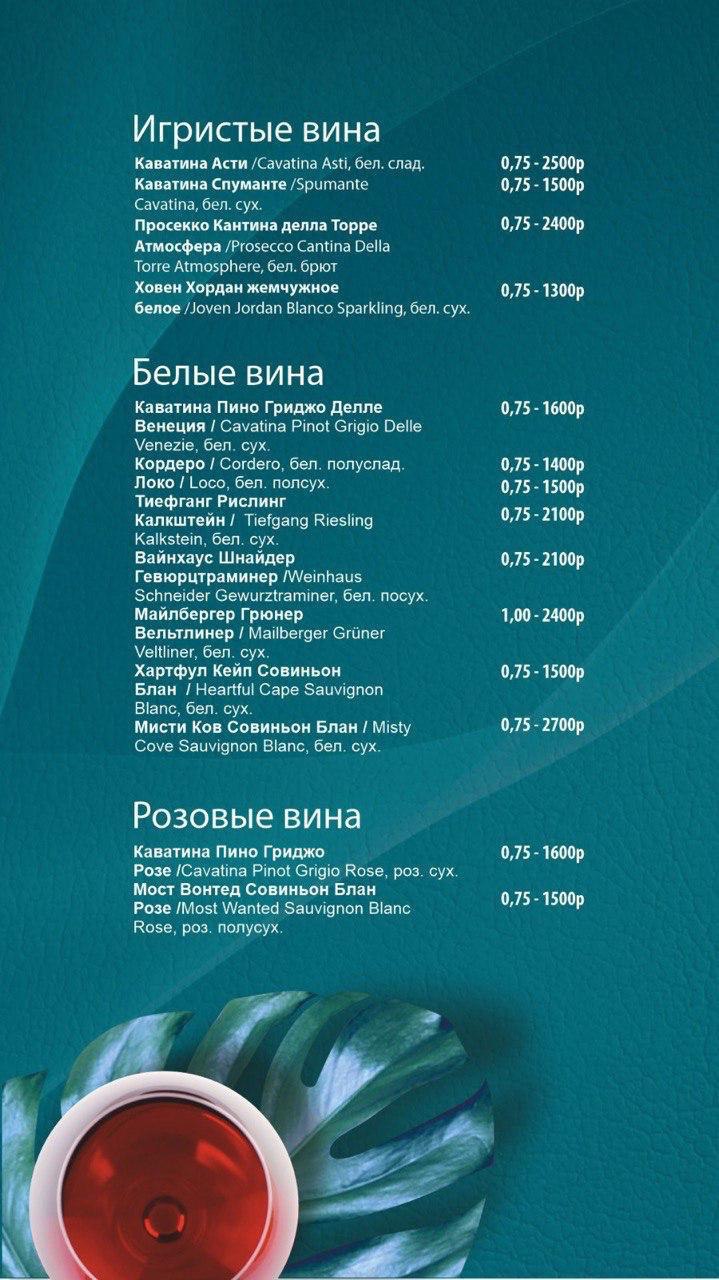 Игристые вина
Каватина Асти /Cavatina Asti, бел. слад. 0,75 - 2500р
Каватина Спуманте /Spumante 0,75 - 1500р
Cavatina, бел. сух.
Просекко Кантина делла Торре 0,75 - 2400р
Атмосфера /Prosecco Cantina Della
Torre Atmosphere, бел. брют
Ховен Хордан жемчужное 0,75 - 1300р
белое /Joven Jordan Blanco Sparkling, бел. сух.
Белые вина
Каватина Пино Гриджо Делле 0,75 - 1600р
Венеция / Cavatina Pinot Grigio Delle
Venezie, бел. сух.
Кордеро / Cordero, бел. полуслад. 0,75 - 1400р
Локо / Loco, бел. полсух. 0,75 - 1500р
Тиефганг Рислинг 0,75 - 2100р
Калкштейн / Tiefgang Riesling
Kalkstein, бел. сух.
Вайнхаус Шнайдер 0,75 - 2100р
Гевюрцтраминер /Weinhaus
Schneider Gewurztraminer, бел. посух.
Майлбергер Грюнер 1,00 - 2400р
Вельтлинер / Mailberger Grüner
Veltliner, бел. сух.
Хартфул Кейп Совиньон 0,75 - 1500р
Блан / Heartful Cape Sauvignon
Blanc, бел. сух.
Мисти Ков Совиньон Блан / Misty 0,75 - 2700р
Cove Sauvignon Blanc, бел. сух.
Розовые вина
Каватина Пино Гриджо 0,75 - 1600р
Розе /Cavatina Pinot Grigio Rose, роз. сух.
Мост Вонтед Совиньон Блан 0,75 - 1500р
Розе /Most Wanted Sauvignon Blanc
Rose, роз. полусух.